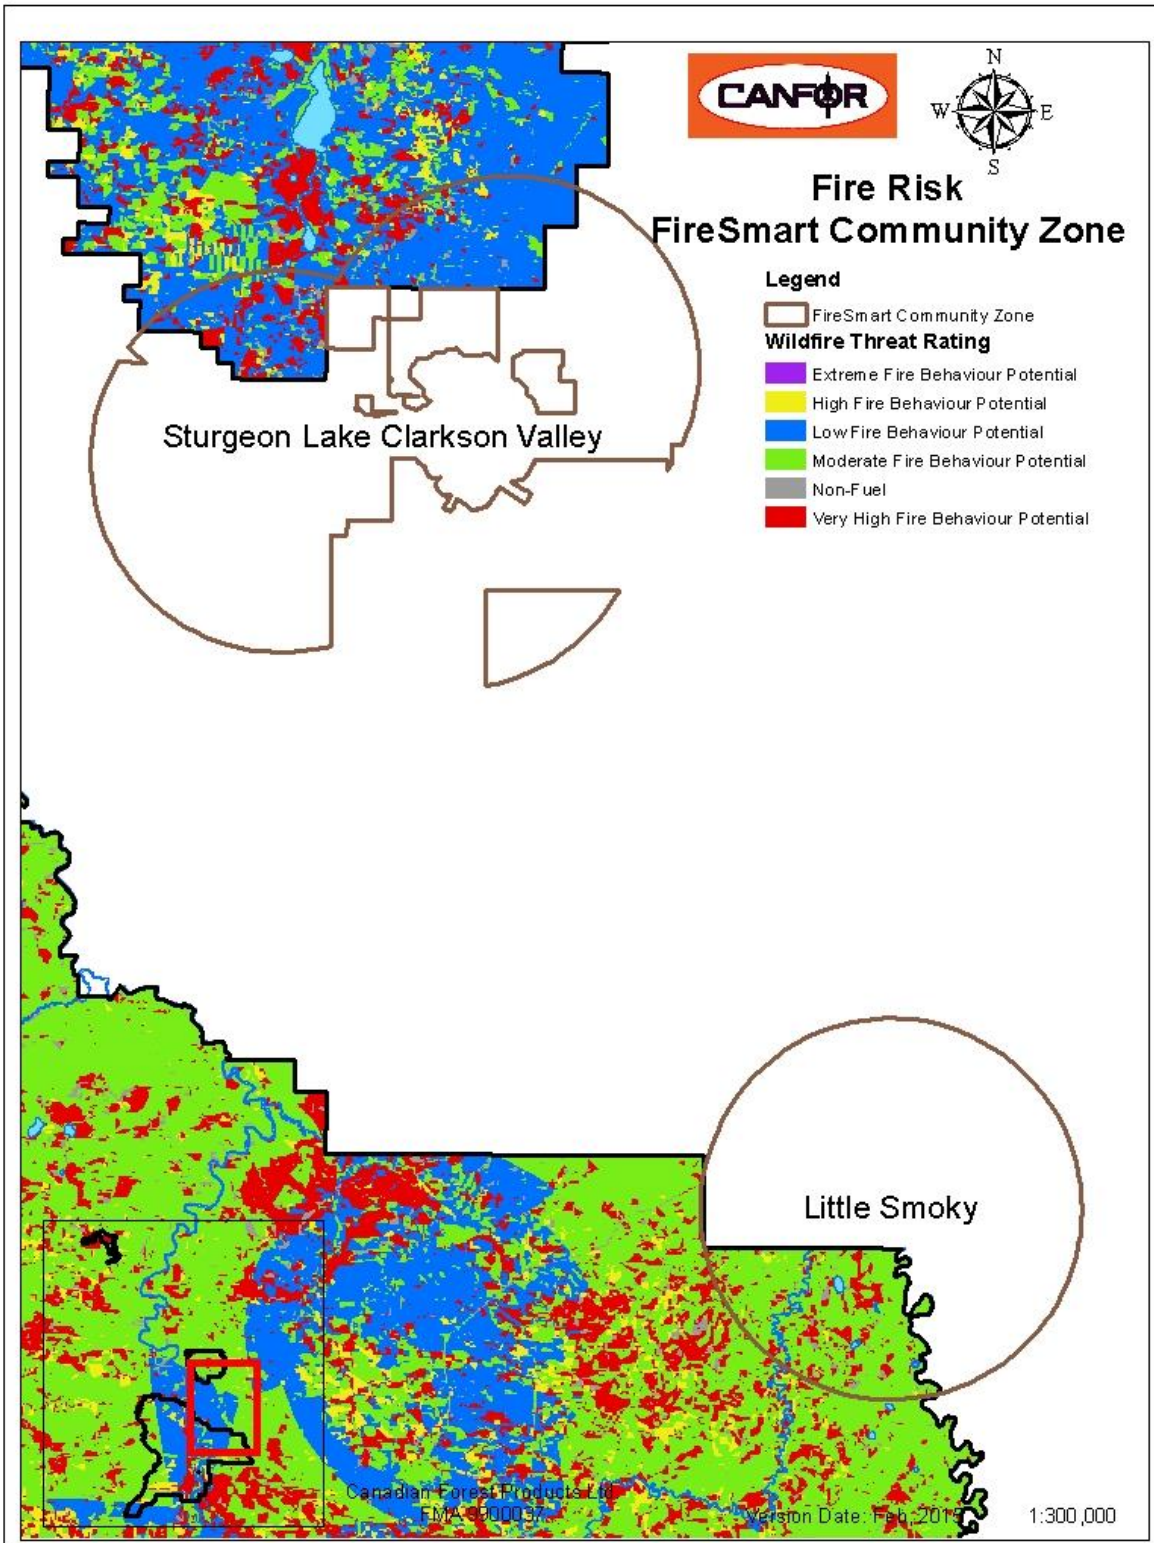 CANFOR
N
W E
S
Fire Risk
FireSmart Community Zone
Legend
FireSmart Community Zone
Wildfire Threat Rating
Extreme Fire Behaviour Potential
High Fire Behaviour Potential
Low Fire Behaviour Potential
Moderate Fire Behaviour Potential
Non-Fuel
Very High Fire Behaviour Potential
Sturgeon Lake Clarkson Valley
Little Smoky
Canadian Forest Products Ltd.
FMA 9900037
Version Date: Feb, 2015
1:300,000